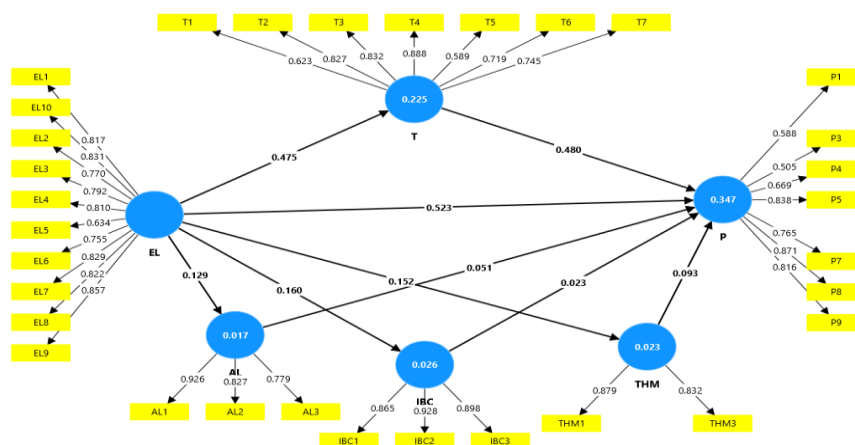 T1 T2 T3 T4 T5 T6 T7
0.623 0.827 0.832 0.888 0.589 0.719 0.745
0.225
T
EL1
EL10
EL2
EL3
EL4
EL5
EL6
EL7
EL8
EL9
0.817
0.831
0.770
0.792
0.810
0.634
0.755
0.829
0.822
0.857
EL
0.475
0.480
0.523
0.129
0.160
0.152
0.051
0.023
0.093
0.347
P
P1
P3
P4
P5
P7
P8
P9
0.588
0.505
0.669
0.838
0.765
0.871
0.816
0.017
AL
0.926 0.827 0.779
AL1 AL2 AL3
0.026
IBC
0.865 0.928 0.898
IBC1 IBC2 IBC3
0.023
THM
0.879 0.832
THM1 THM3